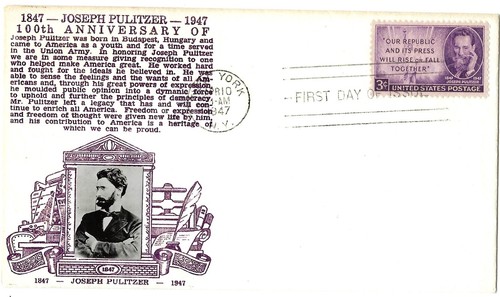 1847 — JOSEPH PULITZER — 1947
100th ANNIVERSARY OF
Joseph Pulitzer was born in Budapest, Hungary and
came to America as a youth and for a time served
in the Union Army. In honoring Joseph Pulitzer
we are in some measure giving recognition to one
who helped make America great. He worked hard
and fought for the ideals he believed in. He was
able to sense the feelings and the wants of all Am-
ericans and, through his great powers of expression,
he moulded public opinion into a dynamic force
to uphold and further the principles of democracy.
Mr. Pulitzer left a legacy that has and will con-
tinue to enrich all America. Freedom or expression
and freedom of thought were given new life by him,
and his contribution to America is a heritage of
which we can be proud.
YORK
10
AM
1947
N.Y.
FIRST DAY OF ISSUE
"OUR REPUBLIC
AND ITS PRESS
WILL RISE OR FALL
TOGETHER"
JOSEPH PULITZER
3¢ UNITED STATES POSTAGE
1847
1847 — JOSEPH PULITZER — 1947